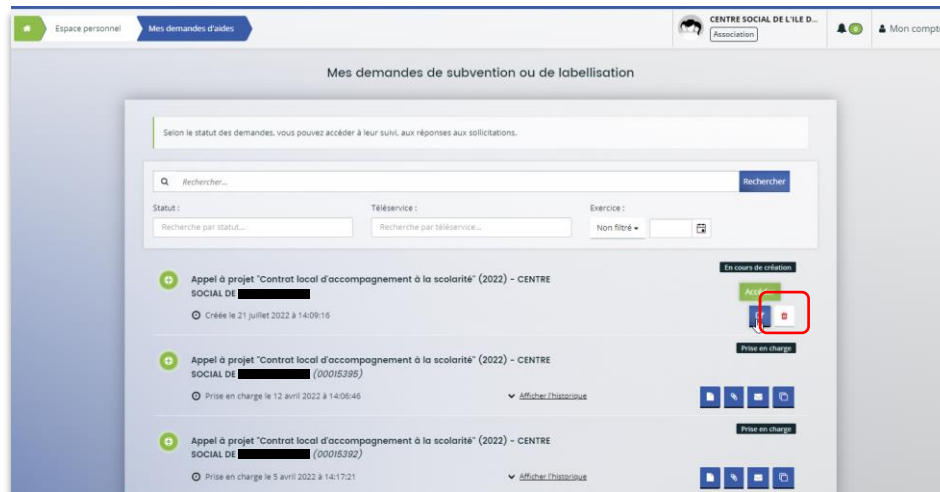 Espace personnel
Mes demandes d'aides
CENTRE SOCIAL DE L'ILE D...
Association
0
Mon compte
Mes demandes de subvention ou de labellisation
Selon le statut des demandes, vous pouvez accéder à leur suivi, aux réponses aux sollicitations.
Rechercher...
Rechercher
Statut :
Téléservice :
Exercice :
Recherche par statut...
Recherche par téléservice...
Non filtré
En cours de création
Appel à projet "Contrat local d'accompagnement à la scolarité" (2022) - CENTRE
SOCIAL DE
Créée le 21 juillet 2022 à 14:09:16
Prise en charge
Appel à projet "Contrat local d'accompagnement à la scolarité" (2022) - CENTRE
SOCIAL DE (00015395)
Prise en charge le 12 avril 2022 à 14:06:46
Afficher l'historique
Prise en charge
Appel à projet "Contrat local d'accompagnement à la scolarité" (2022) - CENTRE
SOCIAL DE (00015392)
Prise en charge le 5 avril 2022 à 14:17:21
Afficher l'historique